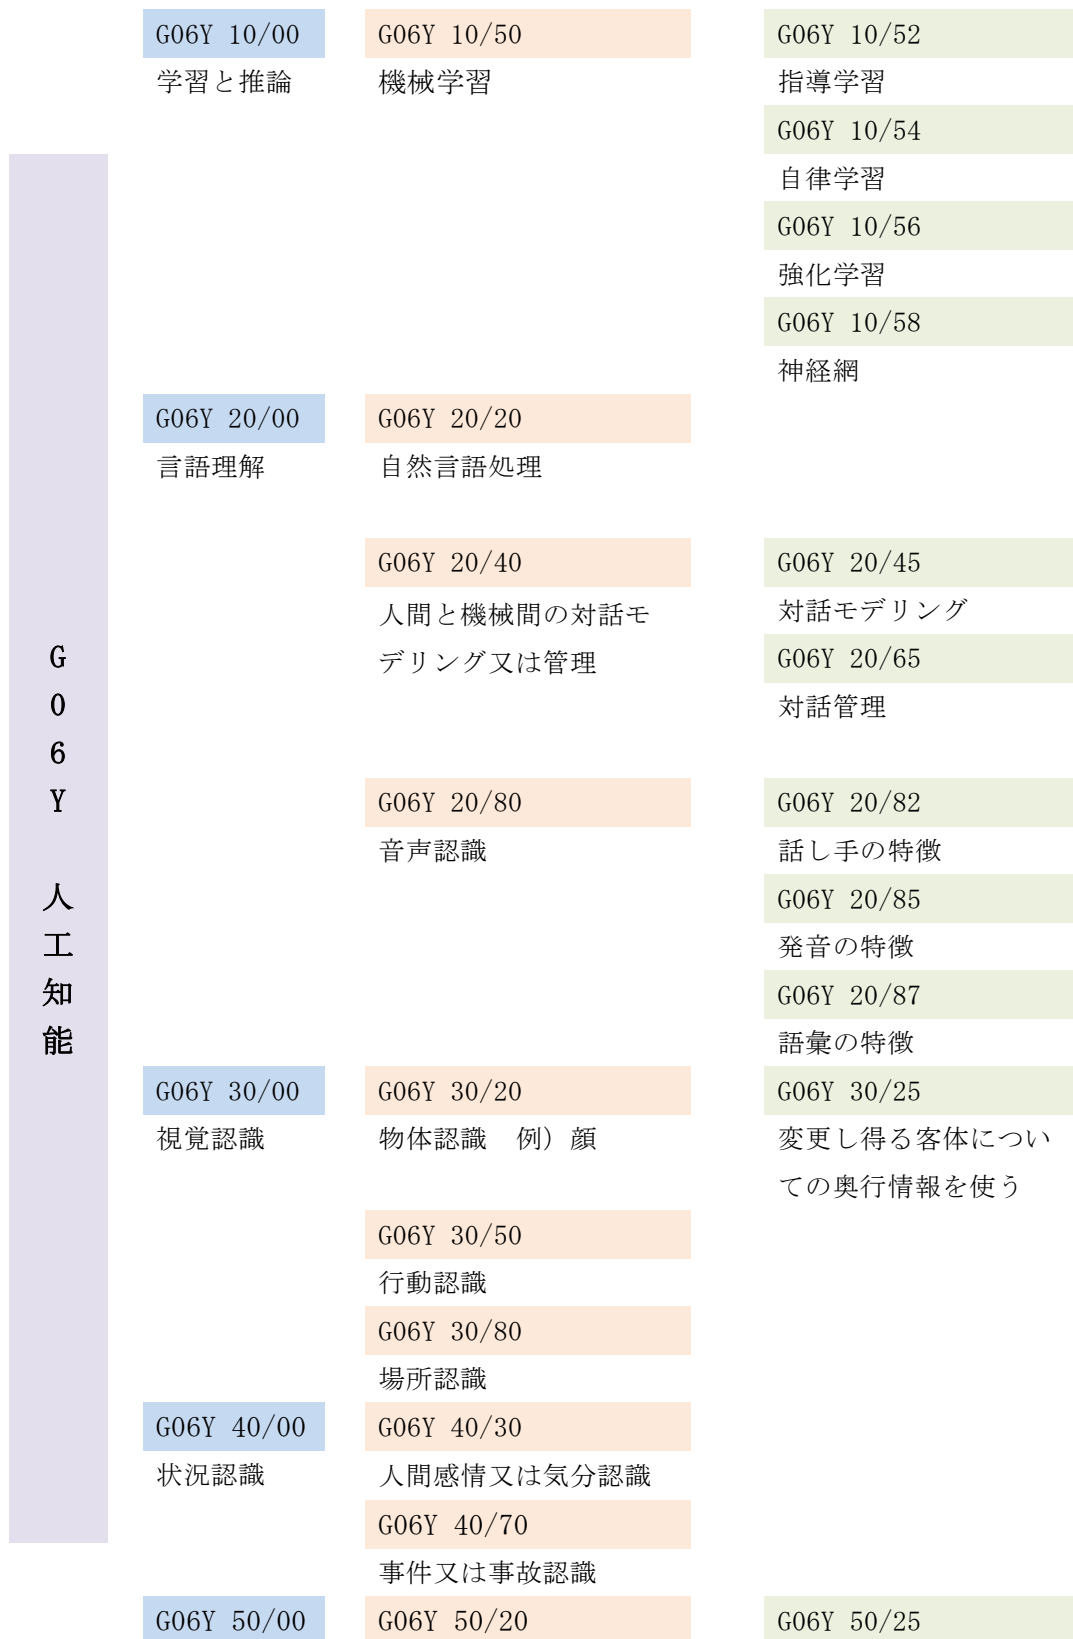 G06Y 人工知能
G06Y 10/00
学習と推論
G06Y 10/50
機械学習
G06Y 10/52
指導学習
G06Y 10/54
自律学習
G06Y 10/56
強化学習
G06Y 10/58
神経網
G06Y 20/00
言語理解
G06Y 20/20
自然言語処理
G06Y 20/40
人間と機械間の対話モ
デリング又は管理
G06Y 20/45
対話モデリング
G06Y 20/65
対話管理
G06Y 20/80
音声認識
G06Y 20/82
話し手の特徴
G06Y 20/85
発音の特徴
G06Y 20/87
語彙の特徴
G06Y 30/00
視覚認識
G06Y 30/20
物体認識　例）顔
G06Y 30/25
変更し得る客体につい
ての奥行情報を使う
G06Y 30/50
行動認識
G06Y 30/80
場所認識
G06Y 40/00
状況認識
G06Y 40/30
人間感情又は気分認識
G06Y 40/70
事件又は事故認識
G06Y 50/00
G06Y 50/20
G06Y 50/25